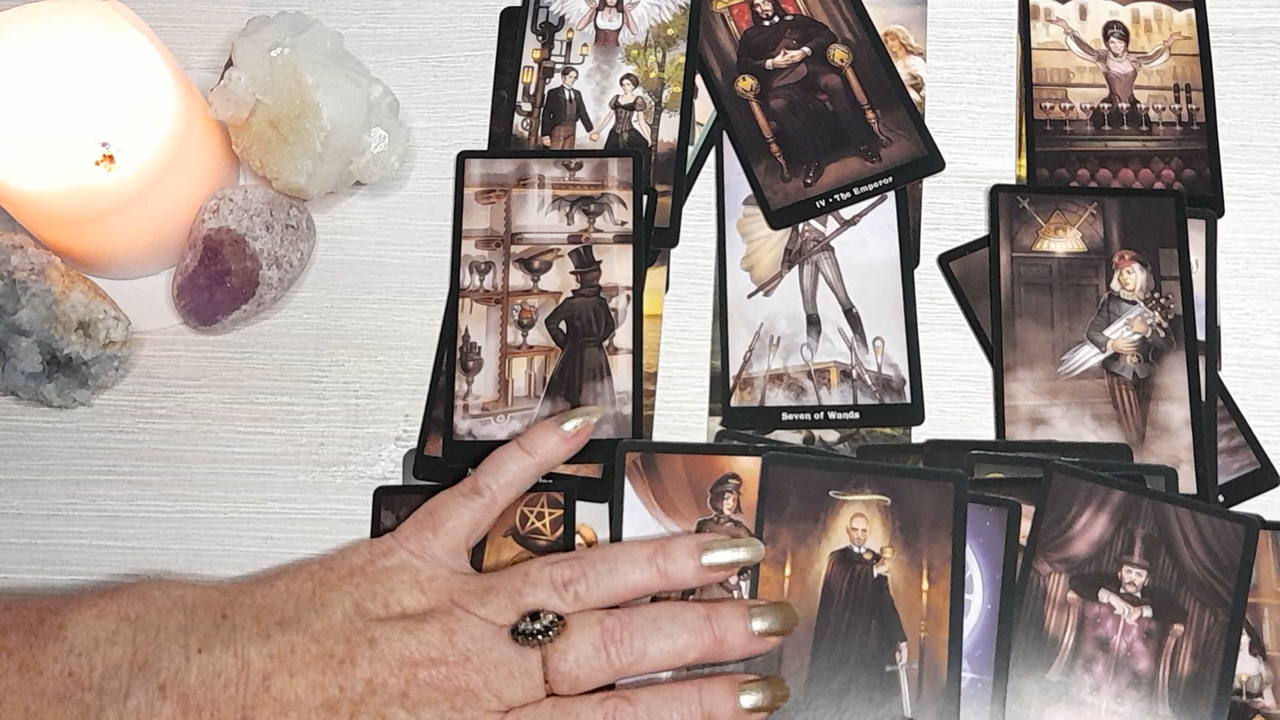 IV • The Emperor
Seven of Wands